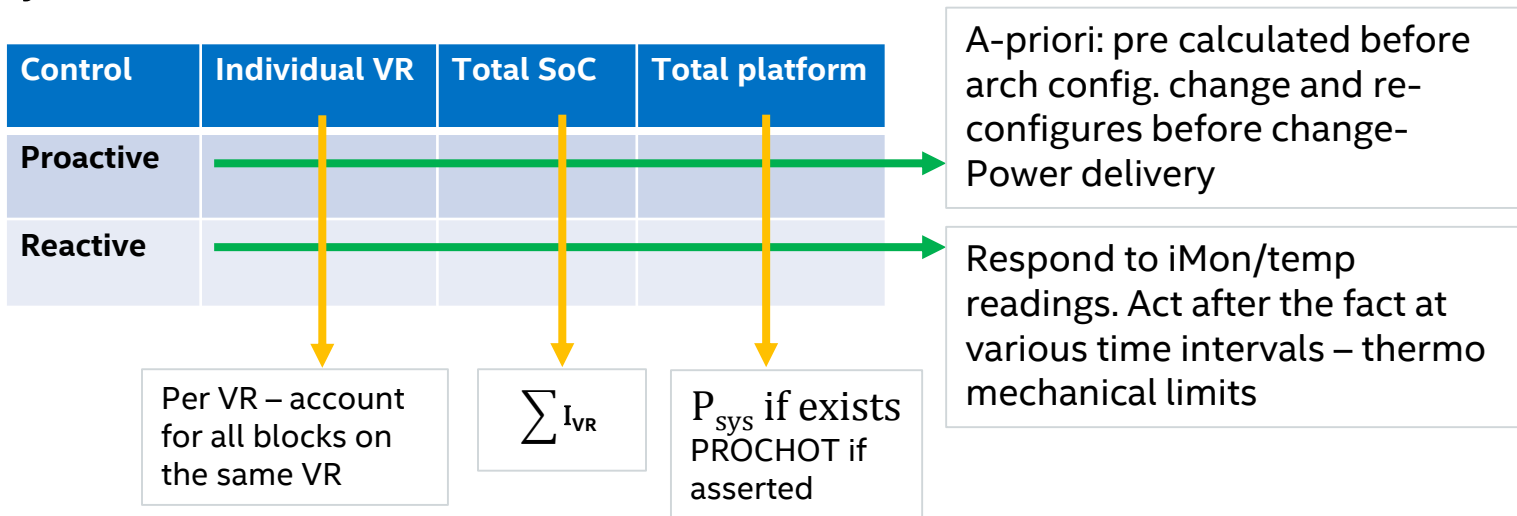 Control
Individual VR
Total SoC
Total platform
Proactive
Reactive
A-priori: pre calculated before
arch config. change and re-
configures before change-
Power delivery
Respond to iMon/temp
readings. Act after the fact at
various time intervals – thermo
mechanical limits
Per VR – account
for all blocks on
the same VR
∑ I_VR
P_sys if exists
PROCHOT if
asserted